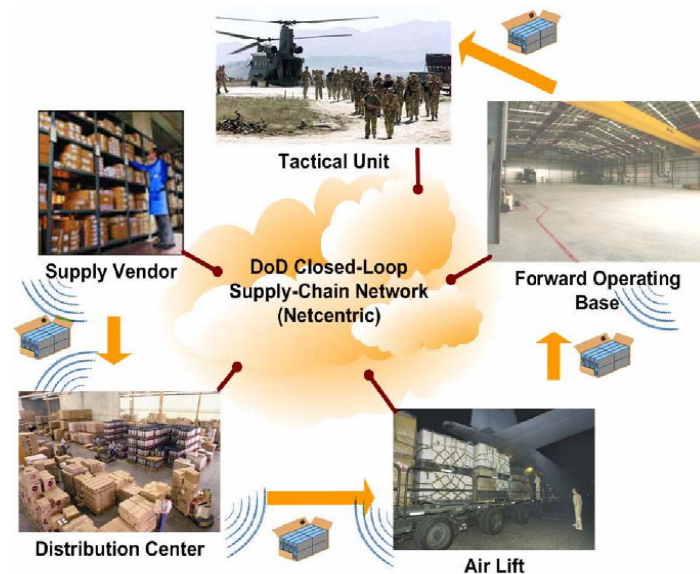 Tactical Unit
Supply Vendor
DoD Closed-Loop
Supply-Chain Network
(Netcentric)
Forward Operating
Base
Distribution Center
Air Lift